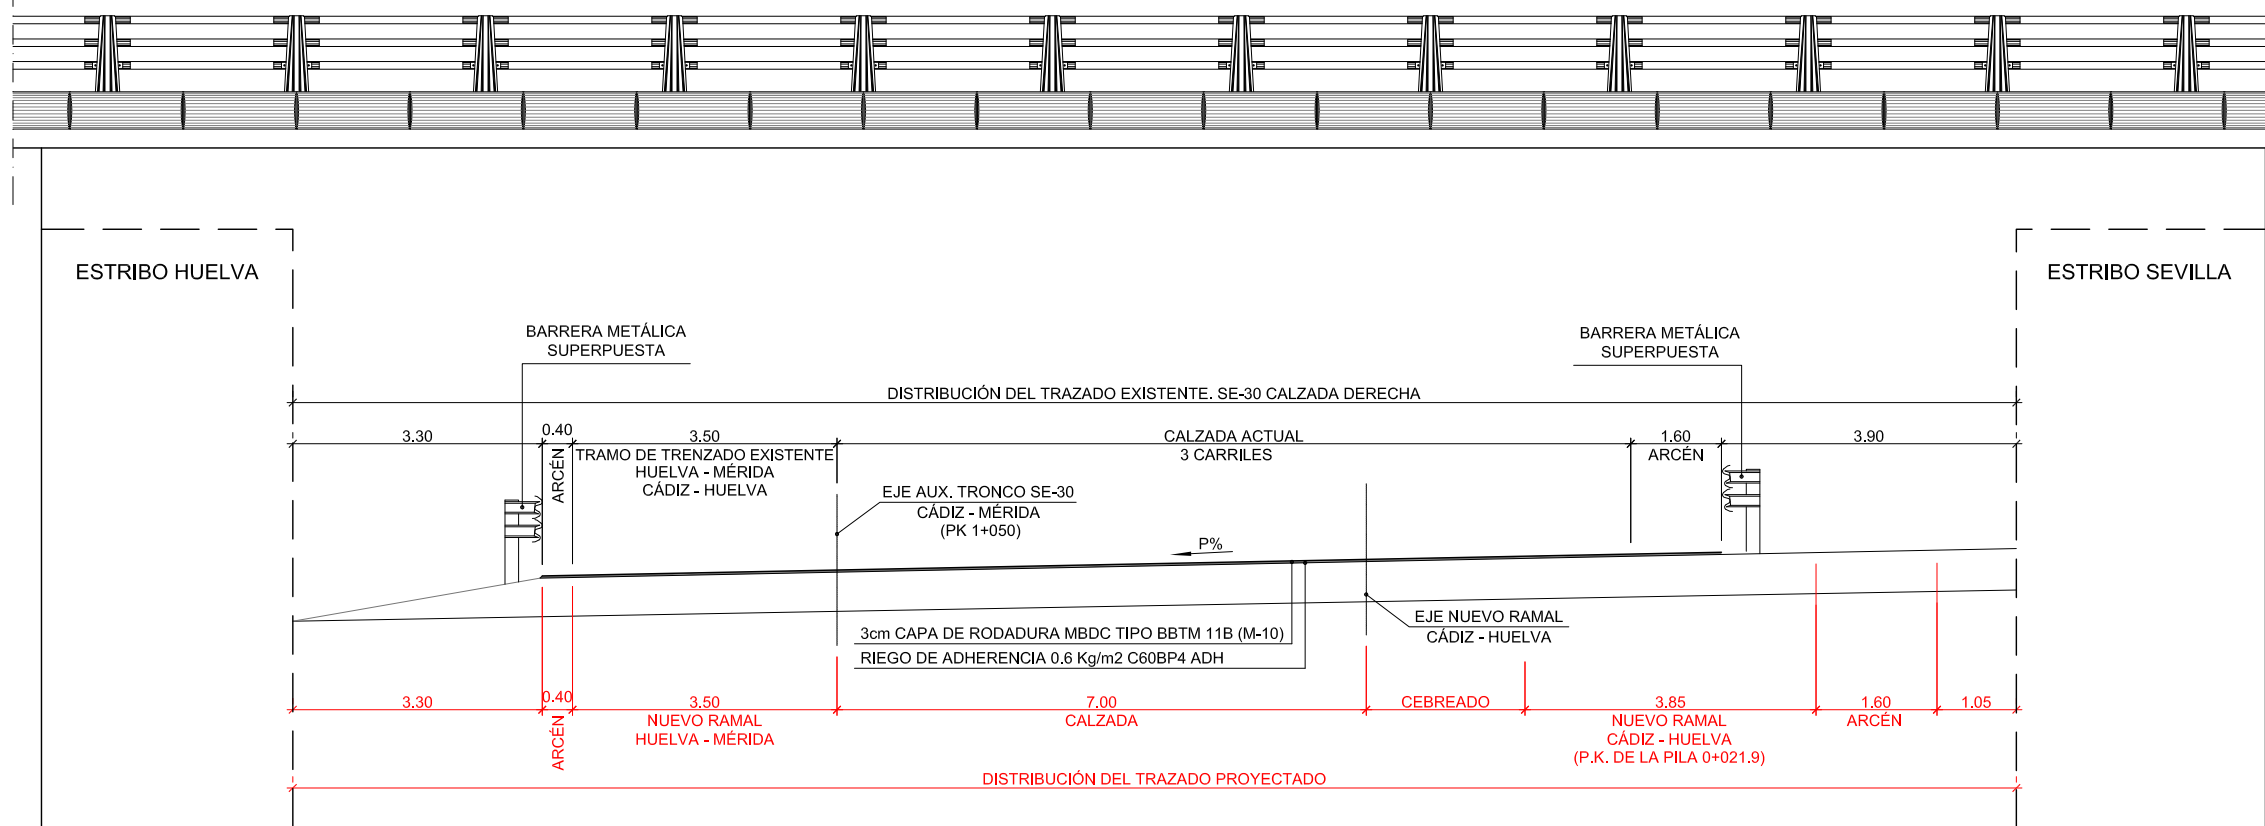 ESTRIBO HUELVA
ESTRIBO SEVILLA
BARRERA METÁLICA
SUPERPUESTA
BARRERA METÁLICA
SUPERPUESTA
DISTRIBUCIÓN DEL TRAZADO EXISTENTE. SE-30 CALZADA DERECHA
3.30
0.40
ARCÉN
3.50
TRAMO DE TRENZADO EXISTENTE
HUELVA - MÉRIDA
CÁDIZ - HUELVA
CALZADA ACTUAL
3 CARRILES
1.60
ARCÉN
3.90
EJE AUX. TRONCO SE-30
CÁDIZ - MÉRIDA
(PK 1+050)
P%
EJE NUEVO RAMAL
CÁDIZ - HUELVA
3cm CAPA DE RODADURA MBDC TIPO BBTM 11B (M-10)
RIEGO DE ADHERENCIA 0.6 Kg/m2 C60BP4 ADH
3.30
0.40
ARCÉN
3.50
NUEVO RAMAL
HUELVA - MÉRIDA
7.00
CALZADA
CEBREADO
3.85
NUEVO RAMAL
CÁDIZ - HUELVA
(P.K. DE LA PILA 0+021.9)
1.60
ARCÉN
1.05
DISTRIBUCIÓN DEL TRAZADO PROYECTADO